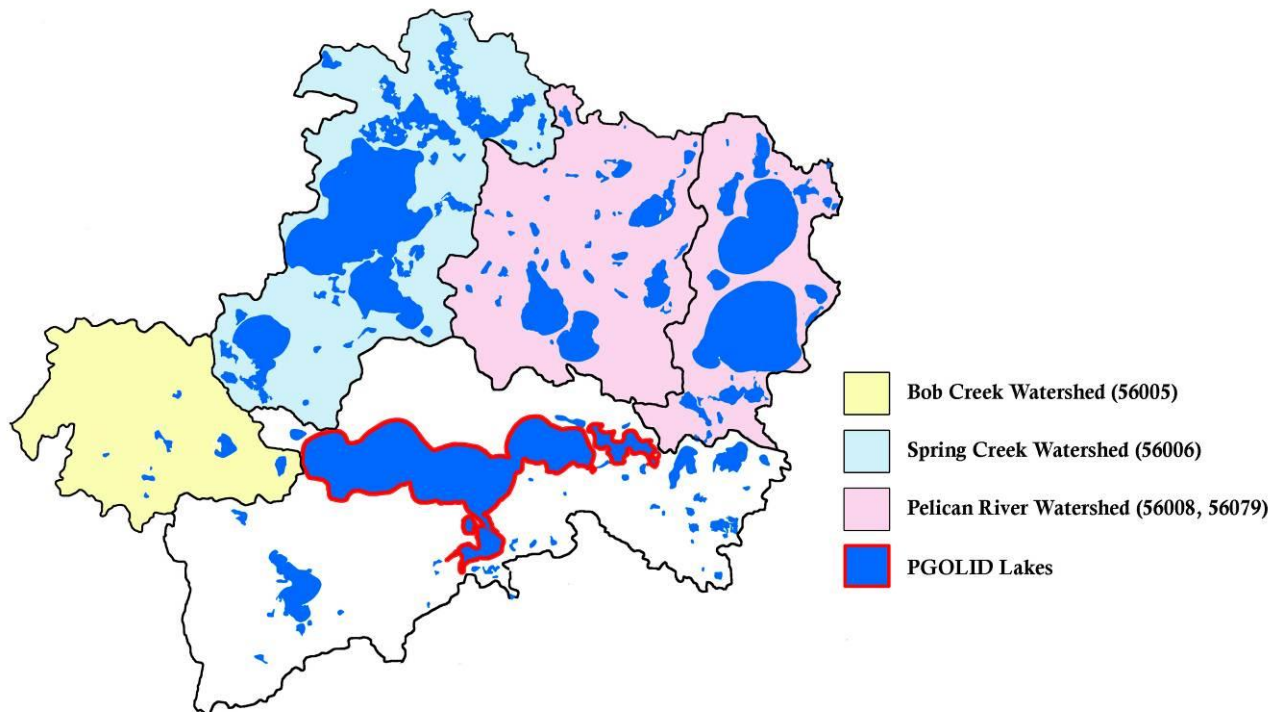 Bob Creek Watershed (56005)
Spring Creek Watershed (56006)
Pelican River Watershed (56008, 56079)
PGOLID Lakes